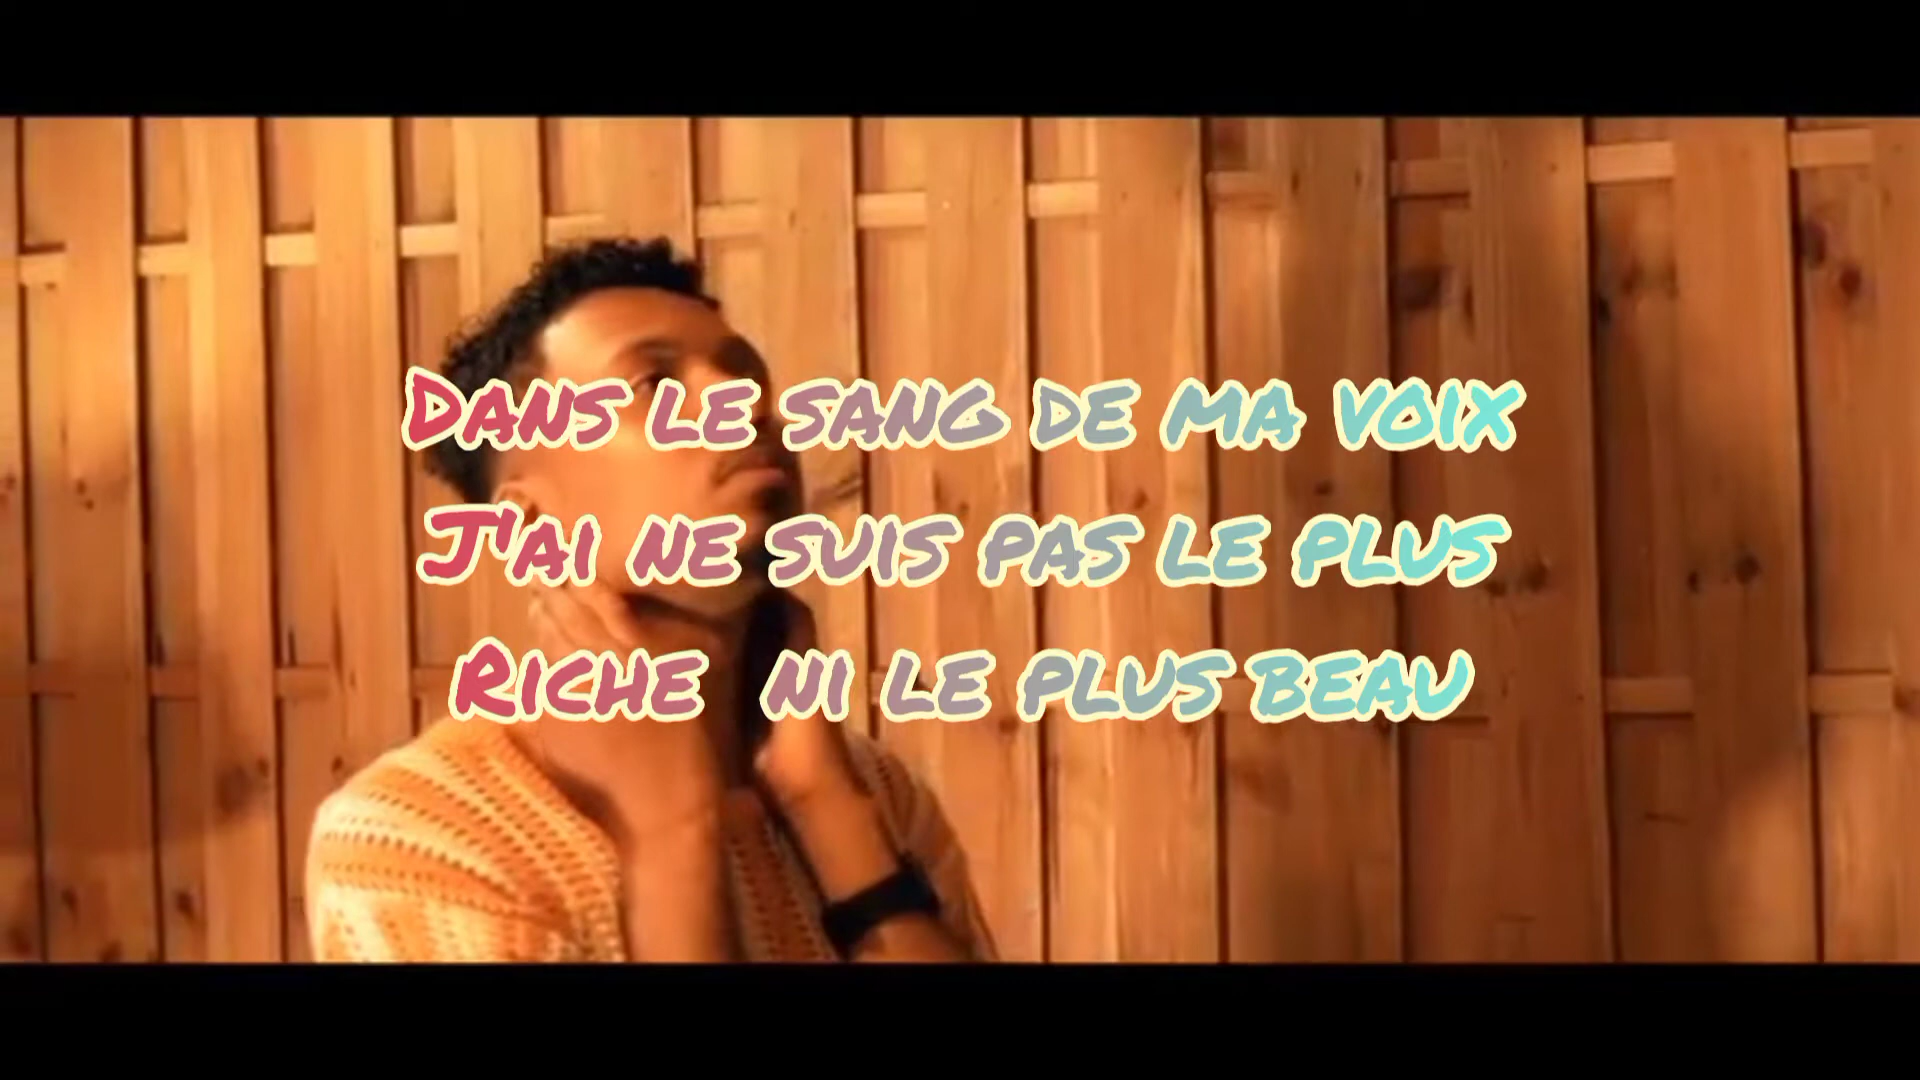 Dans le sang de ma voix
J'ai ne suis pas le plus
Riche ni le plus beau